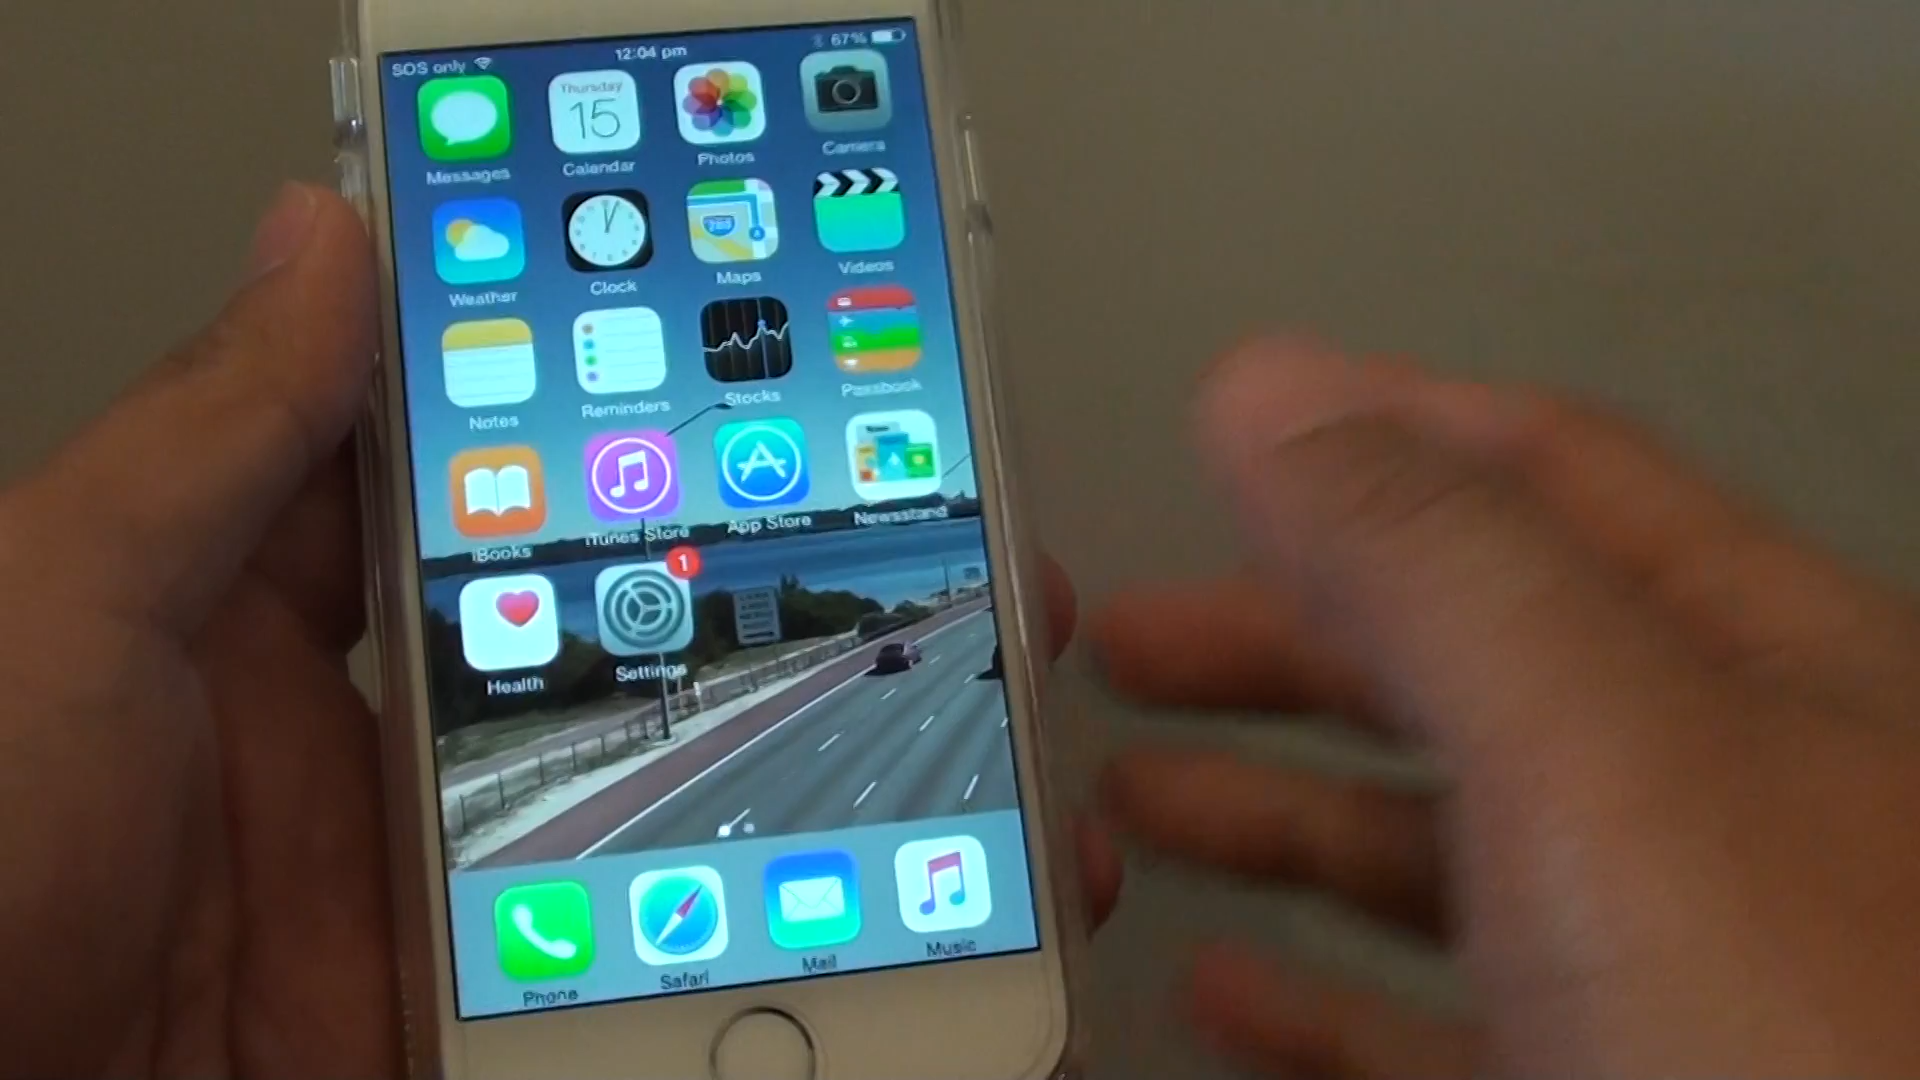 SOS only 12:04 pm 67%
Messages
Thursday
15
Calendar
Photos
Camera
Weather
Clock
280
Maps
Videos
Notes
Reminders
Stocks
Passbook
iBooks
iTunes Store
App Store
Newsstand
Health
1
Settings
Phone
Safari
Mail
Music